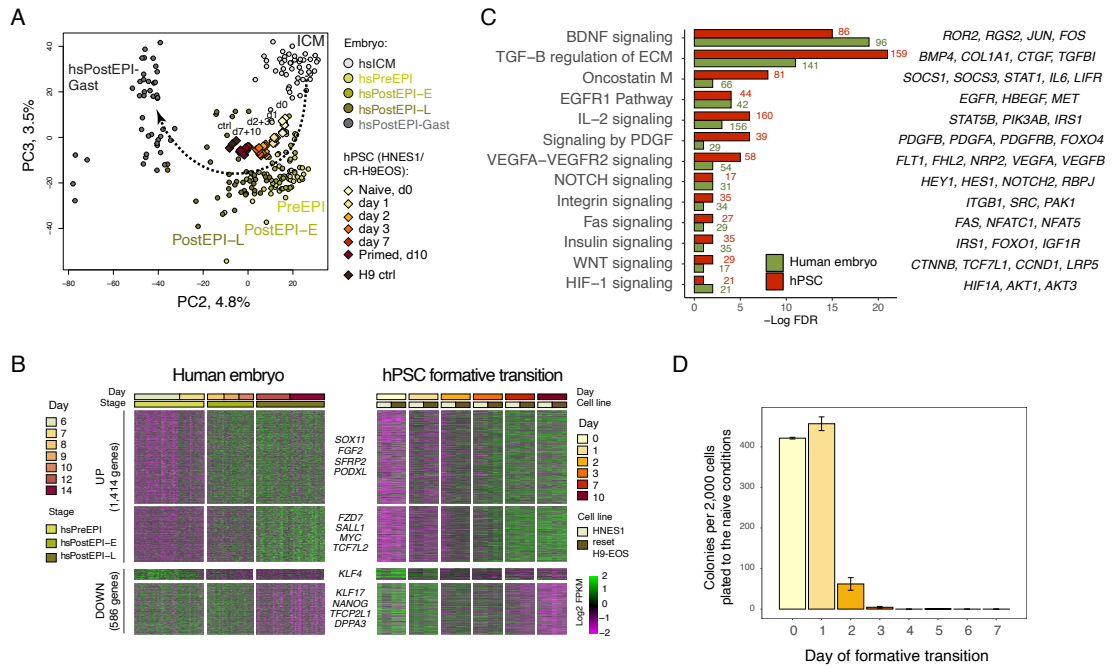 A
ICM
hsPostEPI-
Gast
d0
d1
d2+3
ctrl
d7+10
PreEPI
PostEPI–E
PostEPI–L
40
20
0
−20
−40
−80
−60
−40
−20
0
20
PC3, 3.5%
PC2, 4.8%
Embryo:
hsICM
hsPreEPI
hsPostEPI-E
hsPostEPI-L
hsPostEPI-Gast
hPSC (HNES1/
cR-H9EOS):
Naive, d0
day 1
day 2
day 3
day 7
Primed, d10
H9 ctrl
C
BDNF signaling 86 96 ROR2, RGS2, JUN, FOS
TGF-B regulation of ECM 159 141 BMP4, COL1A1, CTGF, TGFBI
Oncostatin M 81 66 SOCS1, SOCS3, STAT1, IL6, LIFR
EGFR1 Pathway 44 42 EGFR, HBEGF, MET
IL-2 signaling 160 156 STAT5B, PIK3AB, IRS1
Signaling by PDGF 39 29 PDGFB, PDGFA, PDGFRB, FOXO4
VEGFA−VEGFR2 signaling 58 54 FLT1, FHL2, NRP2, VEGFA, VEGFB
NOTCH signaling 17 31 HEY1, HES1, NOTCH2, RBPJ
Integrin signaling 35 34 ITGB1, SRC, PAK1
Fas signaling 27 29 FAS, NFATC1, NFAT5
Insulin signaling 35 35 IRS1, FOXO1, IGF1R
WNT signaling 29 17 CTNNB, TCF7L1, CCND1, LRP5
HIF-1 signaling 21 21 HIF1A, AKT1, AKT3
Human embryo
hPSC
0 5 10 15 20
−Log FDR
B
Human embryo
hPSC formative transition
Day
Stage
Day
Cell line
Day
6
7
8
9
10
12
14
Stage
hsPreEPI
hsPostEPI-E
hsPostEPI-L
UP
(1,414 genes)
DOWN
(586 genes)
SOX11
FGF2
SFRP2
PODXL
FZD7
SALL1
MYC
TCF7L2
KLF4
KLF17
NANOG
TFCP2L1
DPPA3
Day
0
1
2
3
7
10
Cell line
HNES1
reset
H9-EOS
Log2 FPKM
2
1
0
−1
−2
D
Colonies per 2,000 cells
plated to the naive conditions
400
300
200
100
0
0 1 2 3 4 5 6 7
Day of formative transition